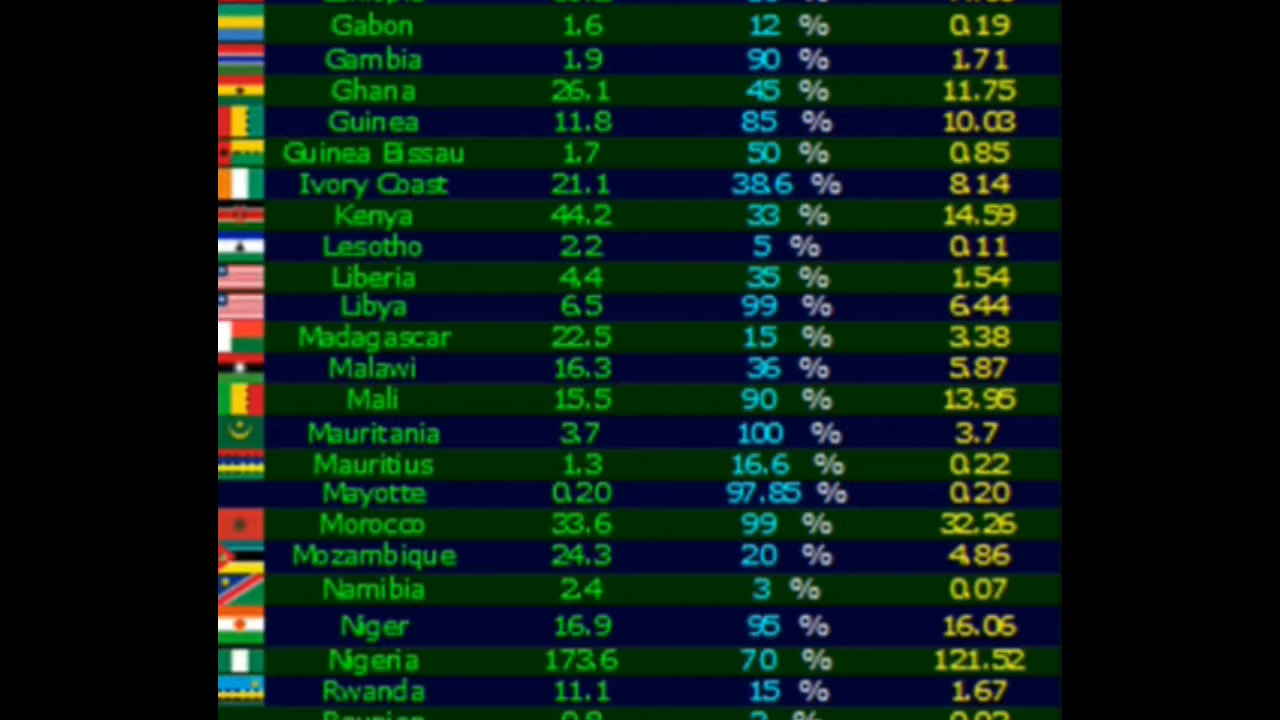 Gabon 1.6 12 % 0.19
Gambia 1.9 90 % 1.71
Ghana 26.1 45 % 11.75
Guinea 11.8 85 % 10.03
Guinea Bissau 1.7 50 % 0.85
Ivory Coast 21.1 38.6 % 8.14
Kenya 44.2 33 % 14.59
Lesotho 2.2 5 % 0.11
Liberia 4.4 35 % 1.54
Libya 6.5 99 % 6.44
Madagascar 22.5 15 % 3.38
Malawi 16.3 36 % 5.87
Mali 15.5 90 % 13.95
Mauritania 3.7 100 % 3.7
Mauritius 1.3 16.6 % 0.22
Mayotte 0.20 97.85 % 0.20
Morocco 33.6 99 % 32.26
Mozambique 24.3 20 % 4.86
Namibia 2.4 3 % 0.07
Niger 16.9 95 % 16.06
Nigeria 173.6 70 % 121.52
Rwanda 11.1 15 % 1.67